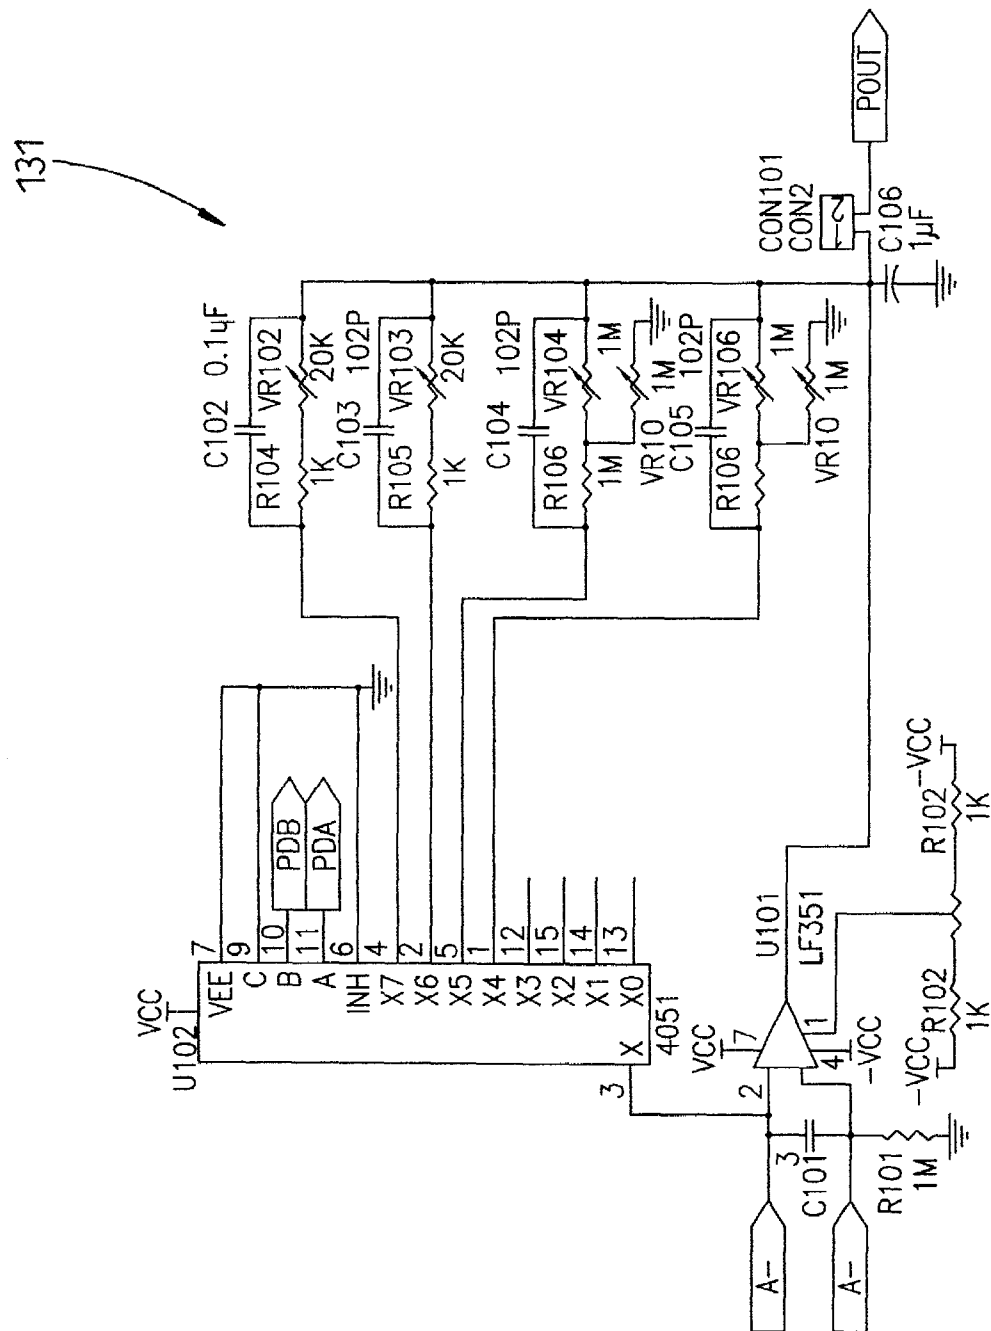 131
POUT
CON101
CON2
2-1
C106
1µF
C102 0.1µF
VR102
R104
1K
20K
C103 102P
VR103
R105
1K
20K
C104 102P
VR104
R106
1M
1M
VR10
1M
C105 102P
VR106
R106
1M
VR10
1M
VCC
U102
VEE
7
C
9
B
10
PDB
A
11
PDA
INH
6
X7
4
X6
2
X5
5
X4
1
X3
12
X2
15
X1
14
X0
13
X
3
4051
U101
LF351
VCC
7
2
1
4
-VCC
3
C101
A-
A-
R101
1M
-VCC
R102
1K
R102
1K
-VCC